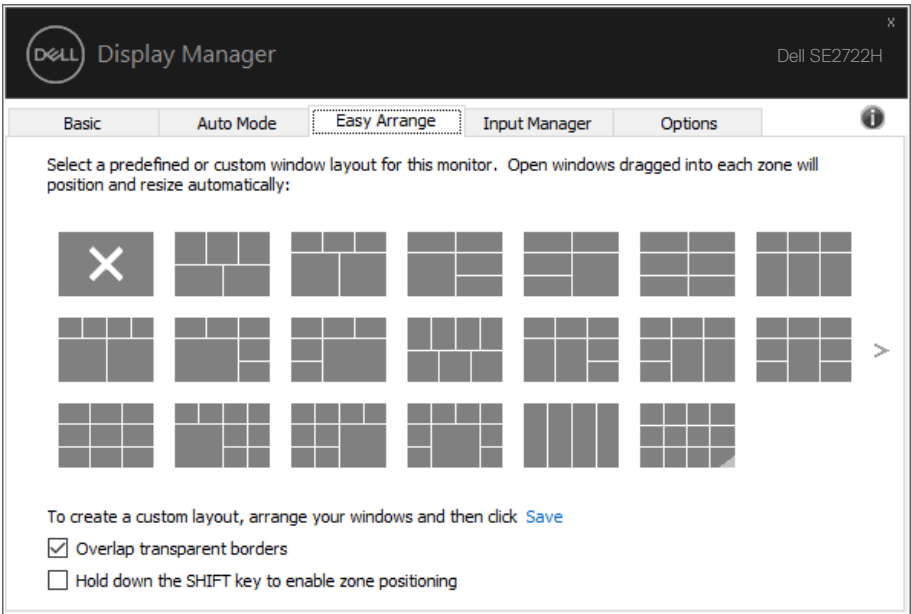 x
DELL Display Manager
Dell SE2722H
Basic Auto Mode Easy Arrange Input Manager Options
Select a predefined or custom window layout for this monitor. Open windows dragged into each zone will
position and resize automatically:
>
To create a custom layout, arrange your windows and then click Save
Overlap transparent borders
Hold down the SHIFT key to enable zone positioning